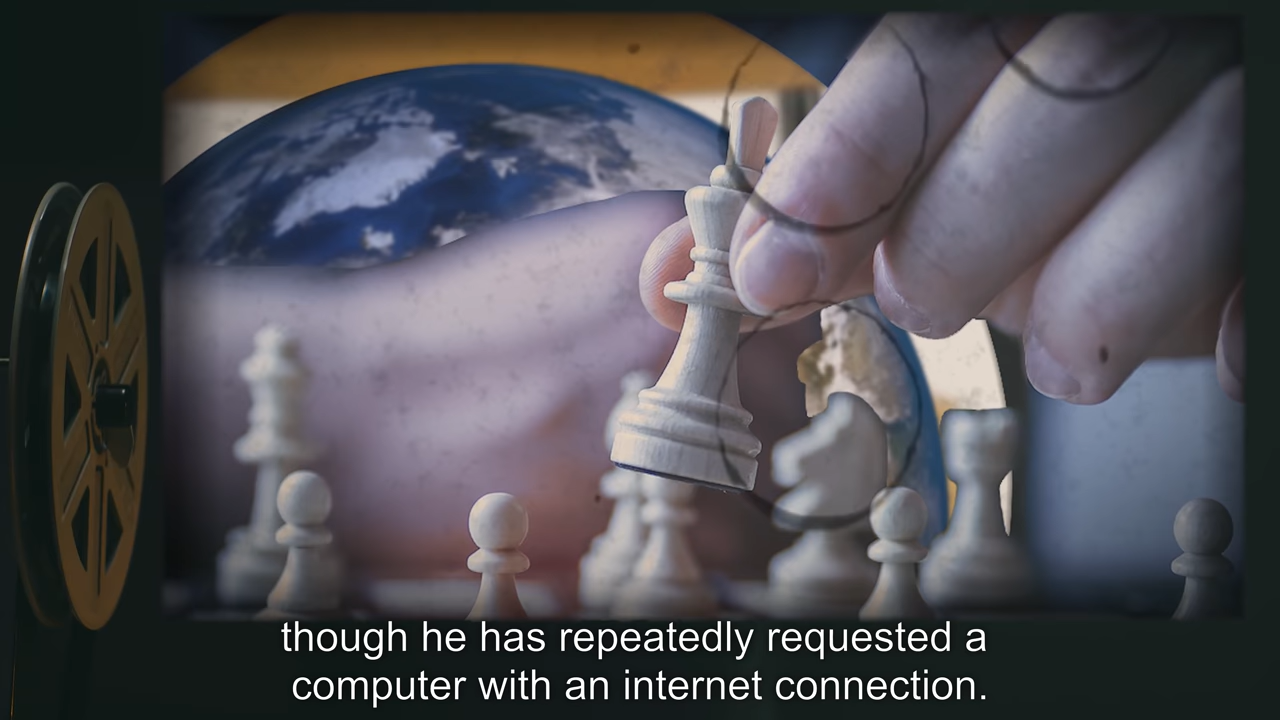 though he has repeatedly requested a
computer with an internet connection.